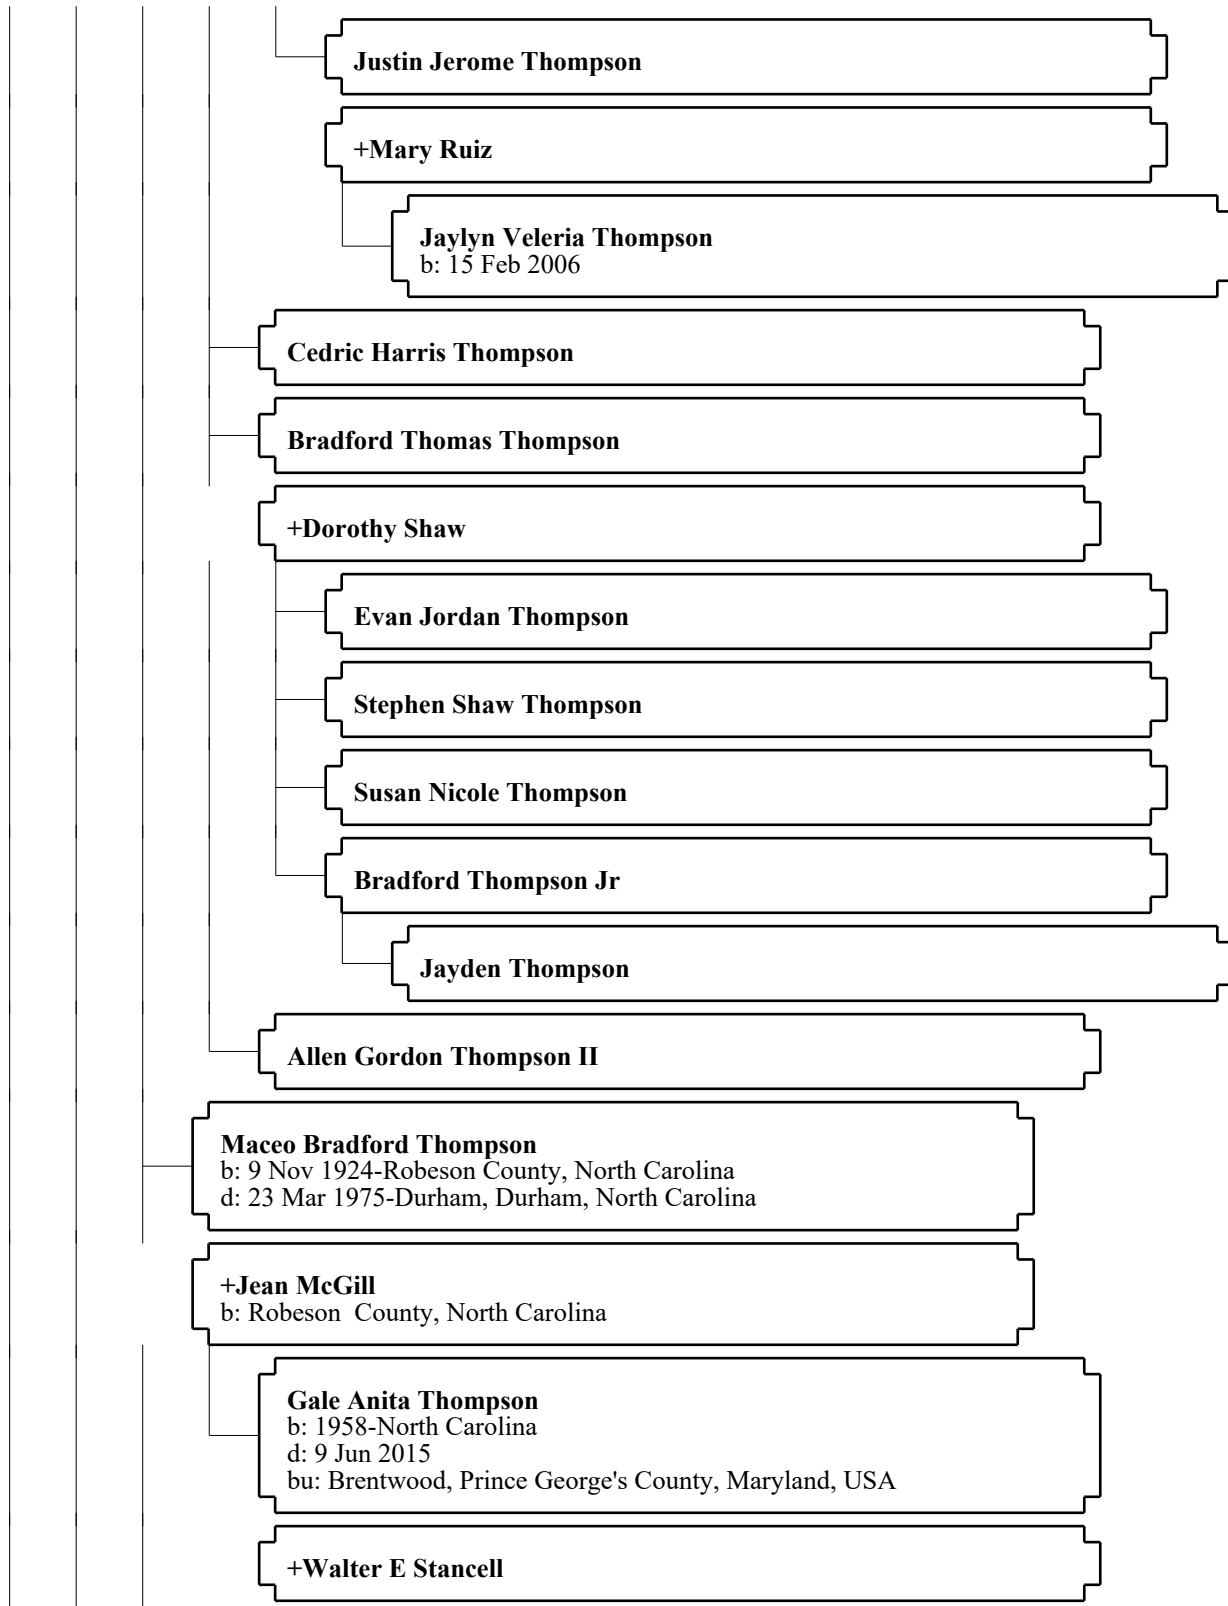 Justin Jerome Thompson
+Mary Ruiz
Jaylyn Veleria Thompson
b: 15 Feb 2006
Cedric Harris Thompson
Bradford Thomas Thompson
+Dorothy Shaw
Evan Jordan Thompson
Stephen Shaw Thompson
Susan Nicole Thompson
Bradford Thompson Jr
Jayden Thompson
Allen Gordon Thompson II
Maceo Bradford Thompson
b: 9 Nov 1924-Robeson County, North Carolina
d: 23 Mar 1975-Durham, Durham, North Carolina
+Jean McGill
b: Robeson  County, North Carolina
Gale Anita Thompson
b: 1958-North Carolina
d: 9 Jun 2015
bu: Brentwood, Prince George's County, Maryland, USA
+Walter E Stancell